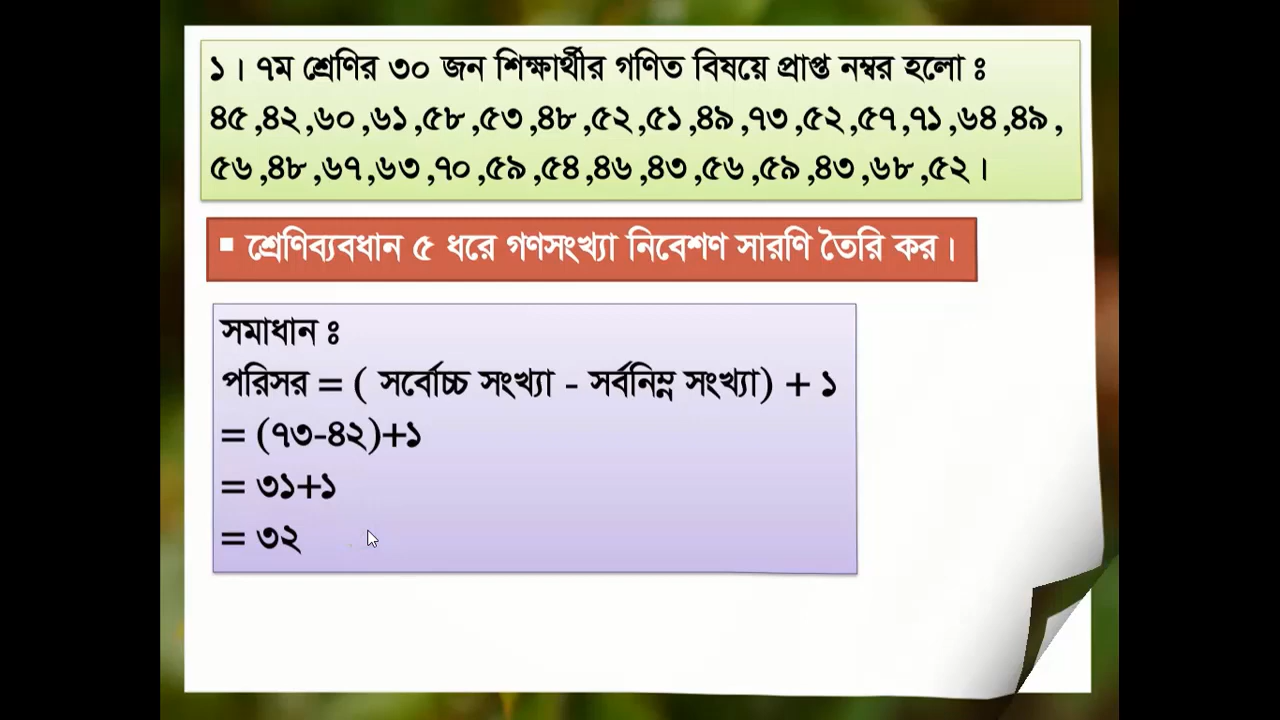 ১। ৭ম শ্রেণির ৩০ জন শিক্ষার্থীর গণিত বিষয়ে প্রাপ্ত নম্বর হলো ঃ
৪৫,৪২,৬০,৬১,৫৮,৫৩,৪৮,৫২,৫১,৪৯,৭৩,৫২,৫৭,৭১,৬৪,৪৯,
৫৬,৪৮,৬৭,৬৩,৭০,৫৯,৫৪,৪৬,৪৩,৫৬,৫৯,৪৩,৬৮,৫২।
▪ শ্রেণিব্যবধান ৫ ধরে গণসংখ্যা নিবেশণ সারণি তৈরি কর।
সমাধান ঃ
পরিসর = ( সর্বোচ্চ সংখ্যা - সর্বনিম্ন সংখ্যা) + ১
= (৭৩-৪২)+১
= ৩১+১
= ৩২